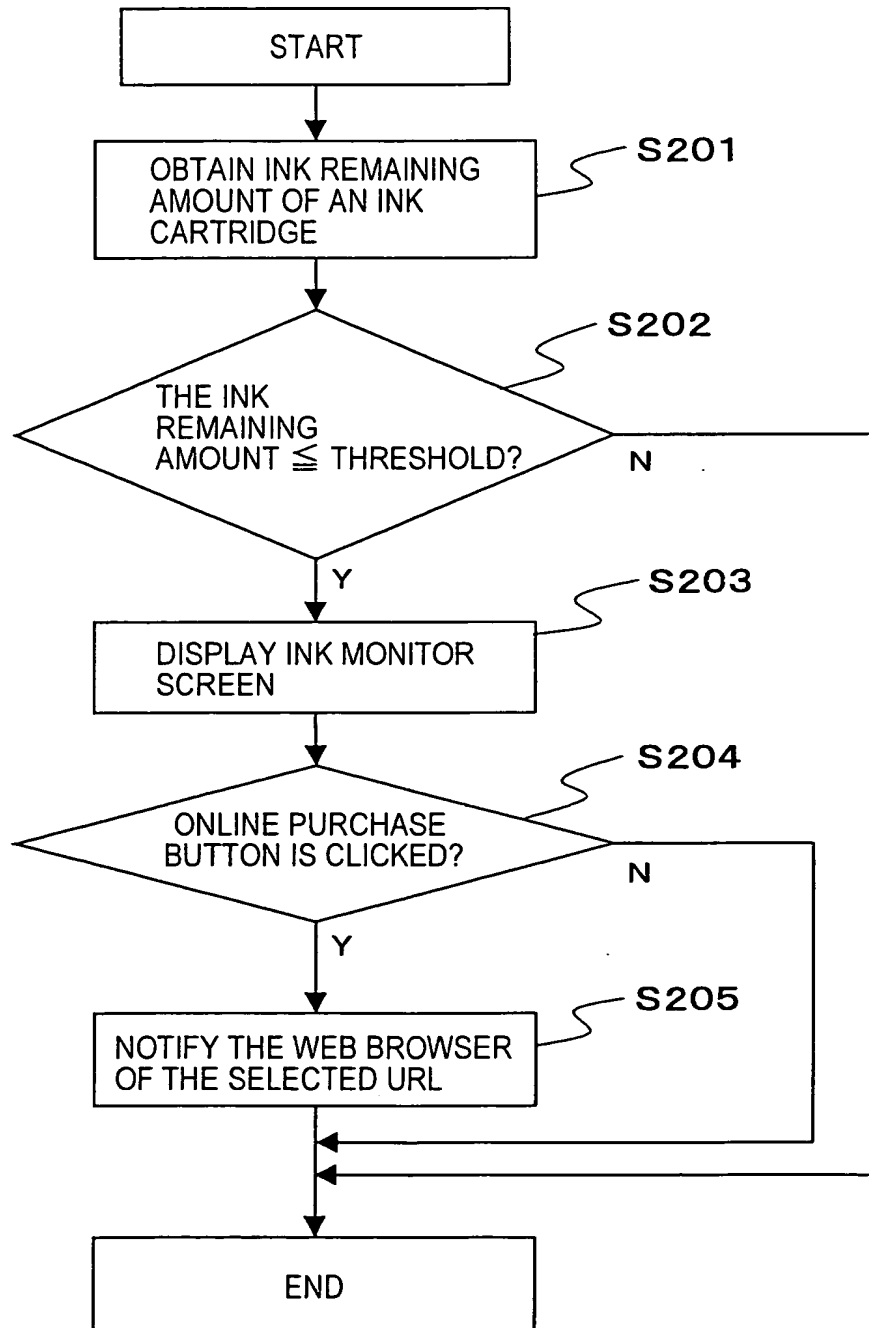 START
S201
OBTAIN INK REMAINING
AMOUNT OF AN INK
CARTRIDGE
S202
THE INK
REMAINING
AMOUNT ≦ THRESHOLD?
N
Y
S203
DISPLAY INK MONITOR
SCREEN
S204
ONLINE PURCHASE
BUTTON IS CLICKED?
N
Y
S205
NOTIFY THE WEB BROWSER
OF THE SELECTED URL
END